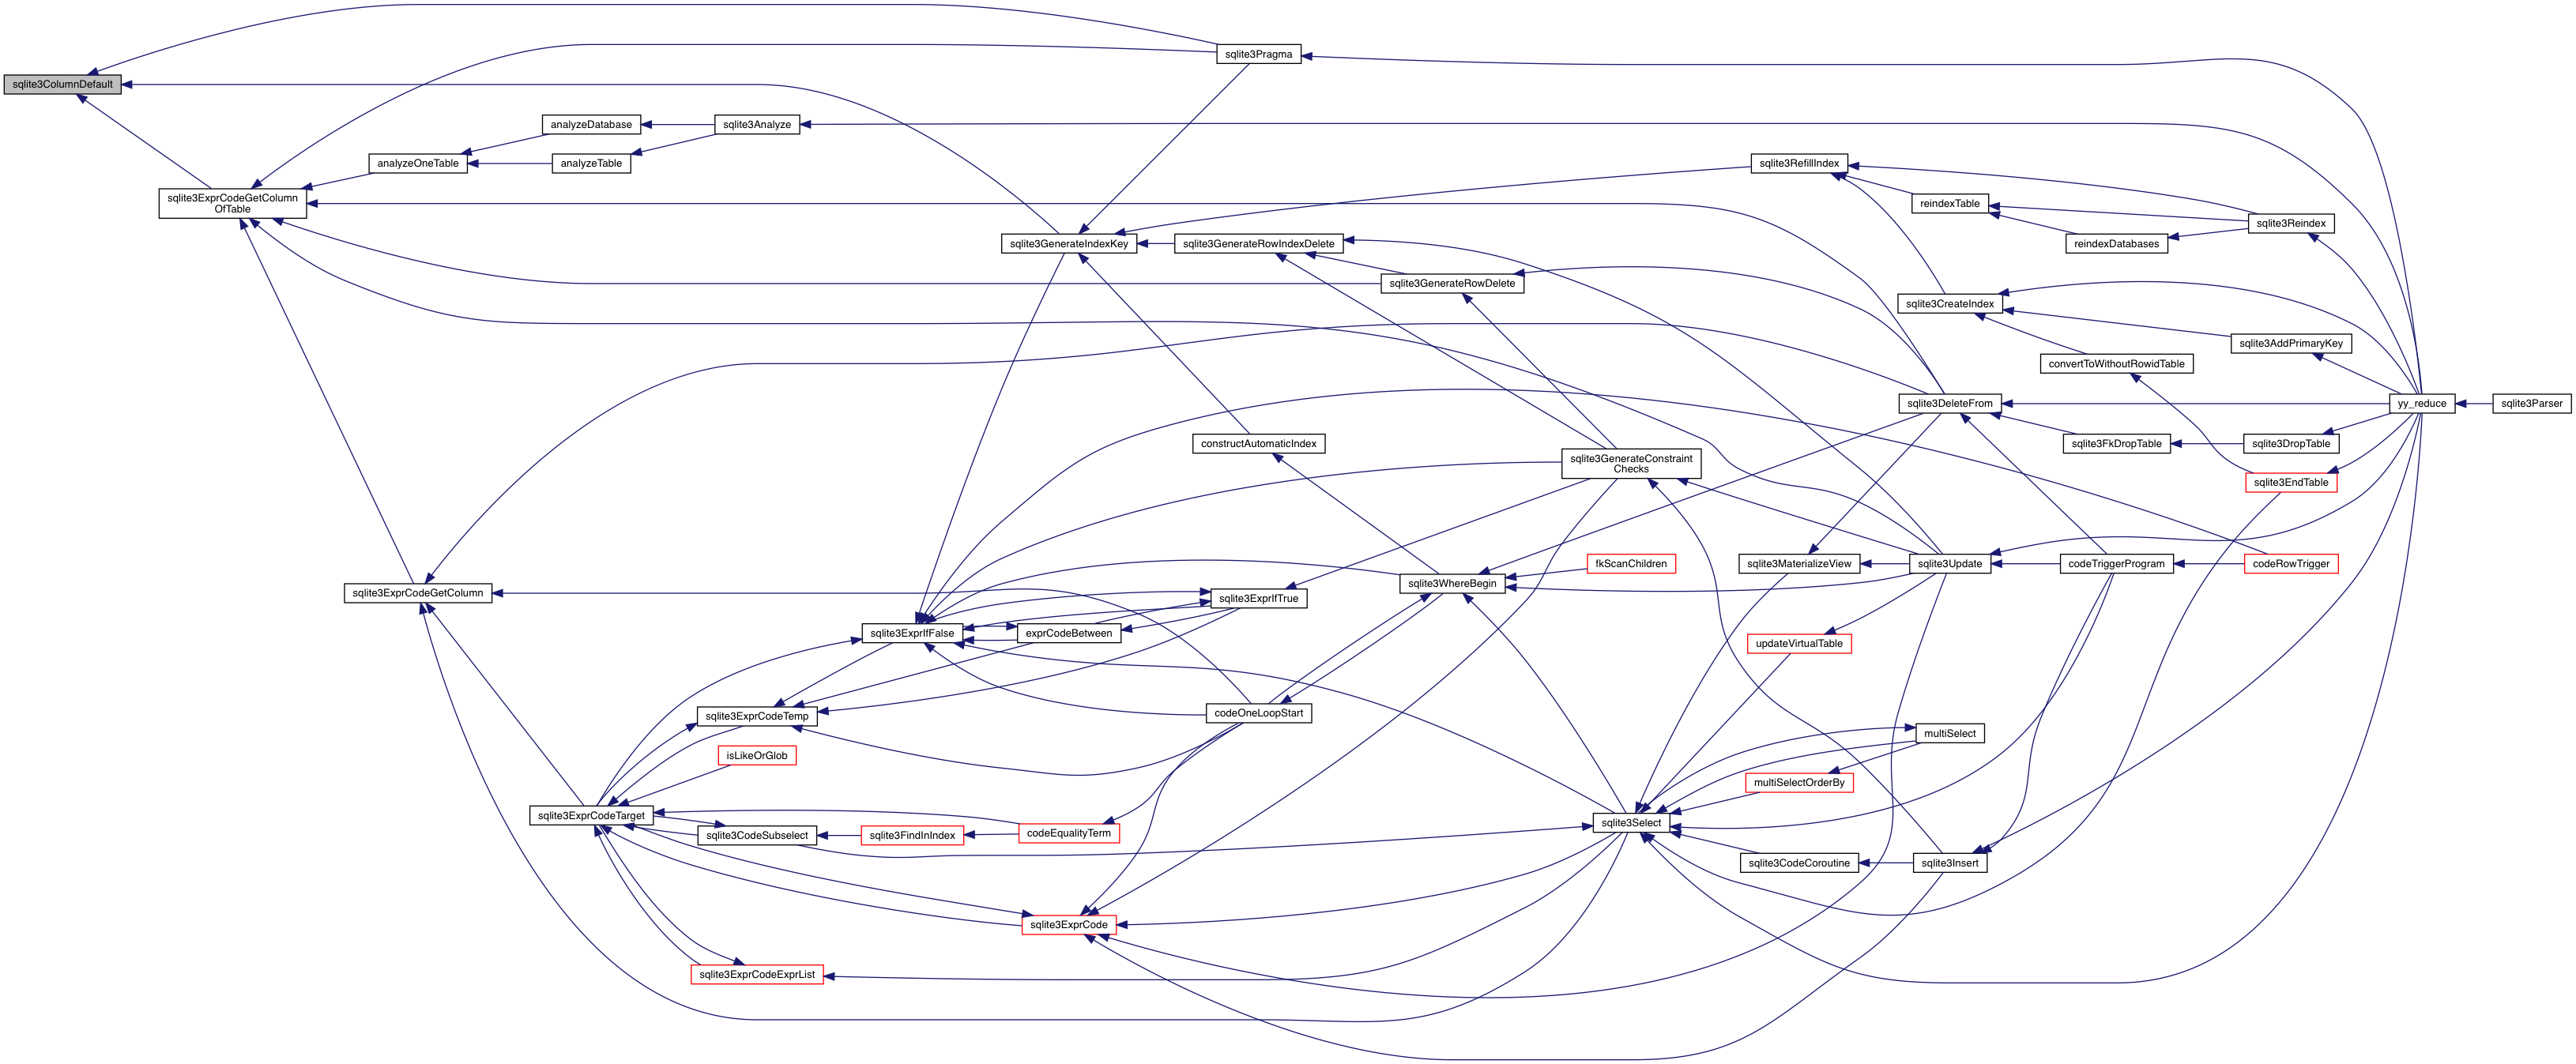 sqlite3Pragma
sqlite3ColumnDefault
analyzeDatabase
sqlite3Analyze
analyzeOneTable
analyzeTable
sqlite3RefillIndex
sqlite3ExprCodeGetColumn
OfTable
reindexTable
sqlite3Reindex
sqlite3GenerateIndexKey
sqlite3GenerateRowIndexDelete
reindexDatabases
sqlite3GenerateRowDelete
sqlite3CreateIndex
sqlite3AddPrimaryKey
convertToWithoutRowidTable
sqlite3DeleteFrom
yy_reduce
sqlite3Parser
constructAutomaticIndex
sqlite3FkDropTable
sqlite3DropTable
sqlite3GenerateConstraint
Checks
sqlite3EndTable
fkScanChildren
sqlite3MaterializeView
sqlite3Update
codeTriggerProgram
codeRowTrigger
sqlite3WhereBegin
sqlite3ExprCodeGetColumn
sqlite3ExprIfTrue
sqlite3ExprIfFalse
exprCodeBetween
updateVirtualTable
sqlite3ExprCodeTemp
codeOneLoopStart
multiSelect
isLikeOrGlob
multiSelectOrderBy
sqlite3ExprCodeTarget
sqlite3Select
sqlite3CodeSubselect
sqlite3FindInIndex
codeEqualityTerm
sqlite3CodeCoroutine
sqlite3Insert
sqlite3ExprCode
sqlite3ExprCodeExprList